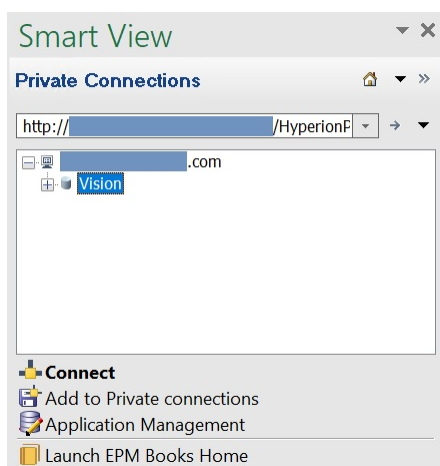 Smart View
Private Connections
http:// /HyperionP
.com
Vision
Connect
Add to Private connections
Application Management
Launch EPM Books Home